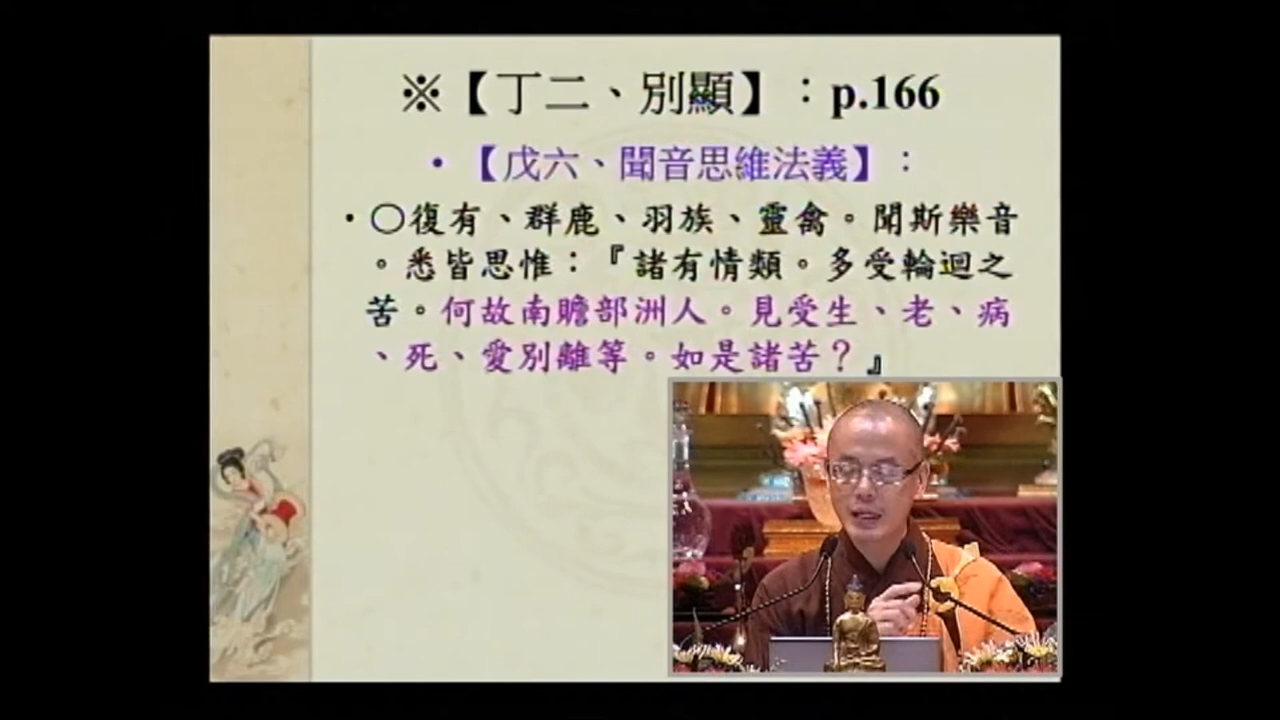 ※【丁二、別顯】：p.166
•【戊六、聞音思維法義】：
•〇復有、群鹿、羽族、靈禽。聞斯樂音
。悉皆思惟：『諸有情類。多受輪迴之
苦。何故南贍部洲人。見受生、老、病
、死、愛別離等。如是諸苦？』